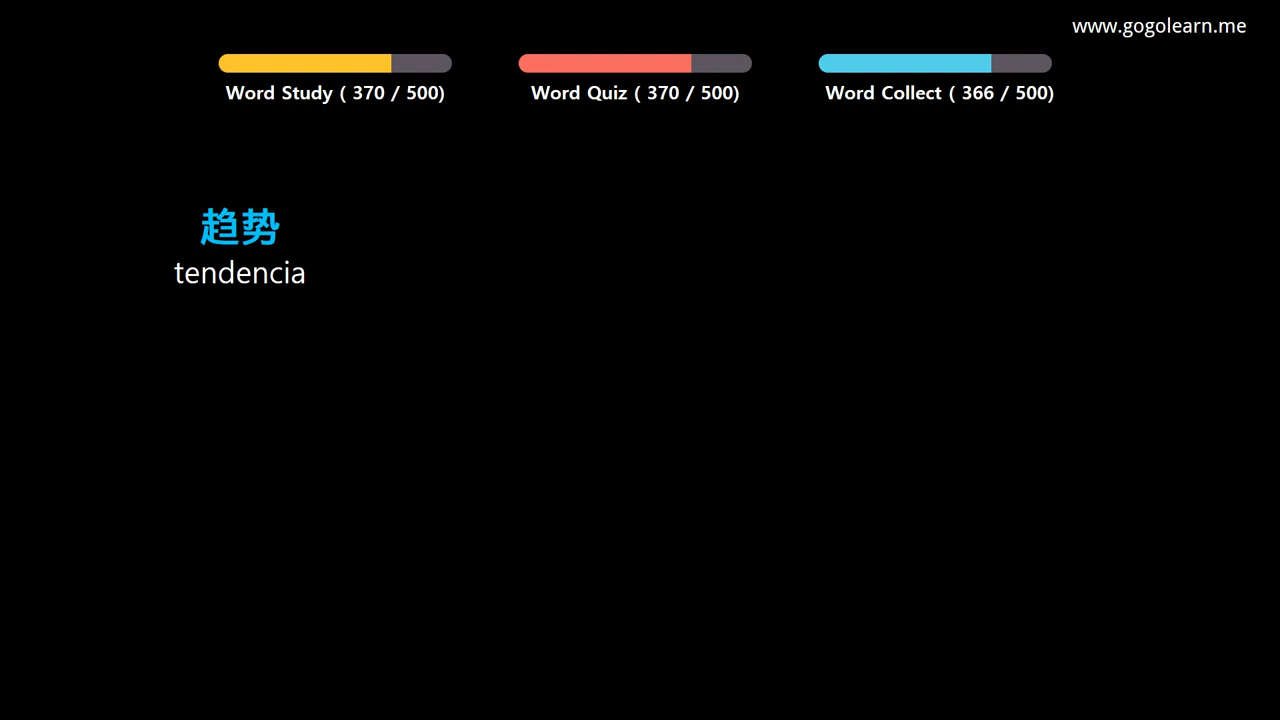 www.gogolearn.me
Word Study ( 370 / 500)
Word Quiz ( 370 / 500)
Word Collect ( 366 / 500)
趋势
tendencia